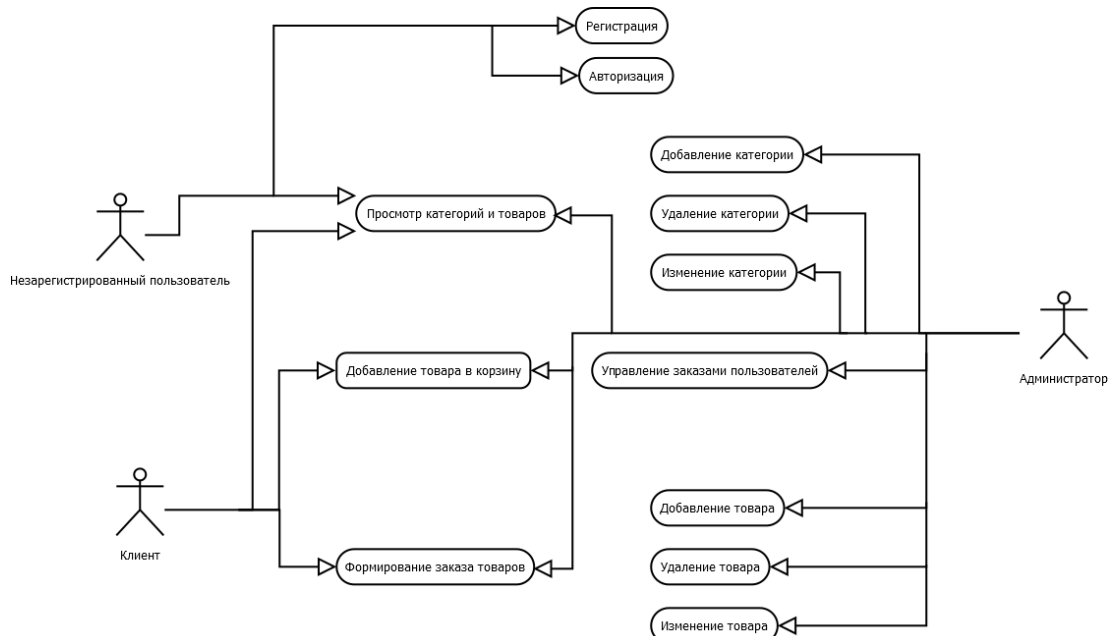 Регистрация
Авторизация
Добавление категории
Просмотр категорий и товаров
Удаление категории
Изменение категории
Незарегистрированный пользователь
Добавление товара в корзину
Управление заказами пользователей
Администратор
Добавление товара
Клиент
Формирование заказа товаров
Удаление товара
Изменение товара